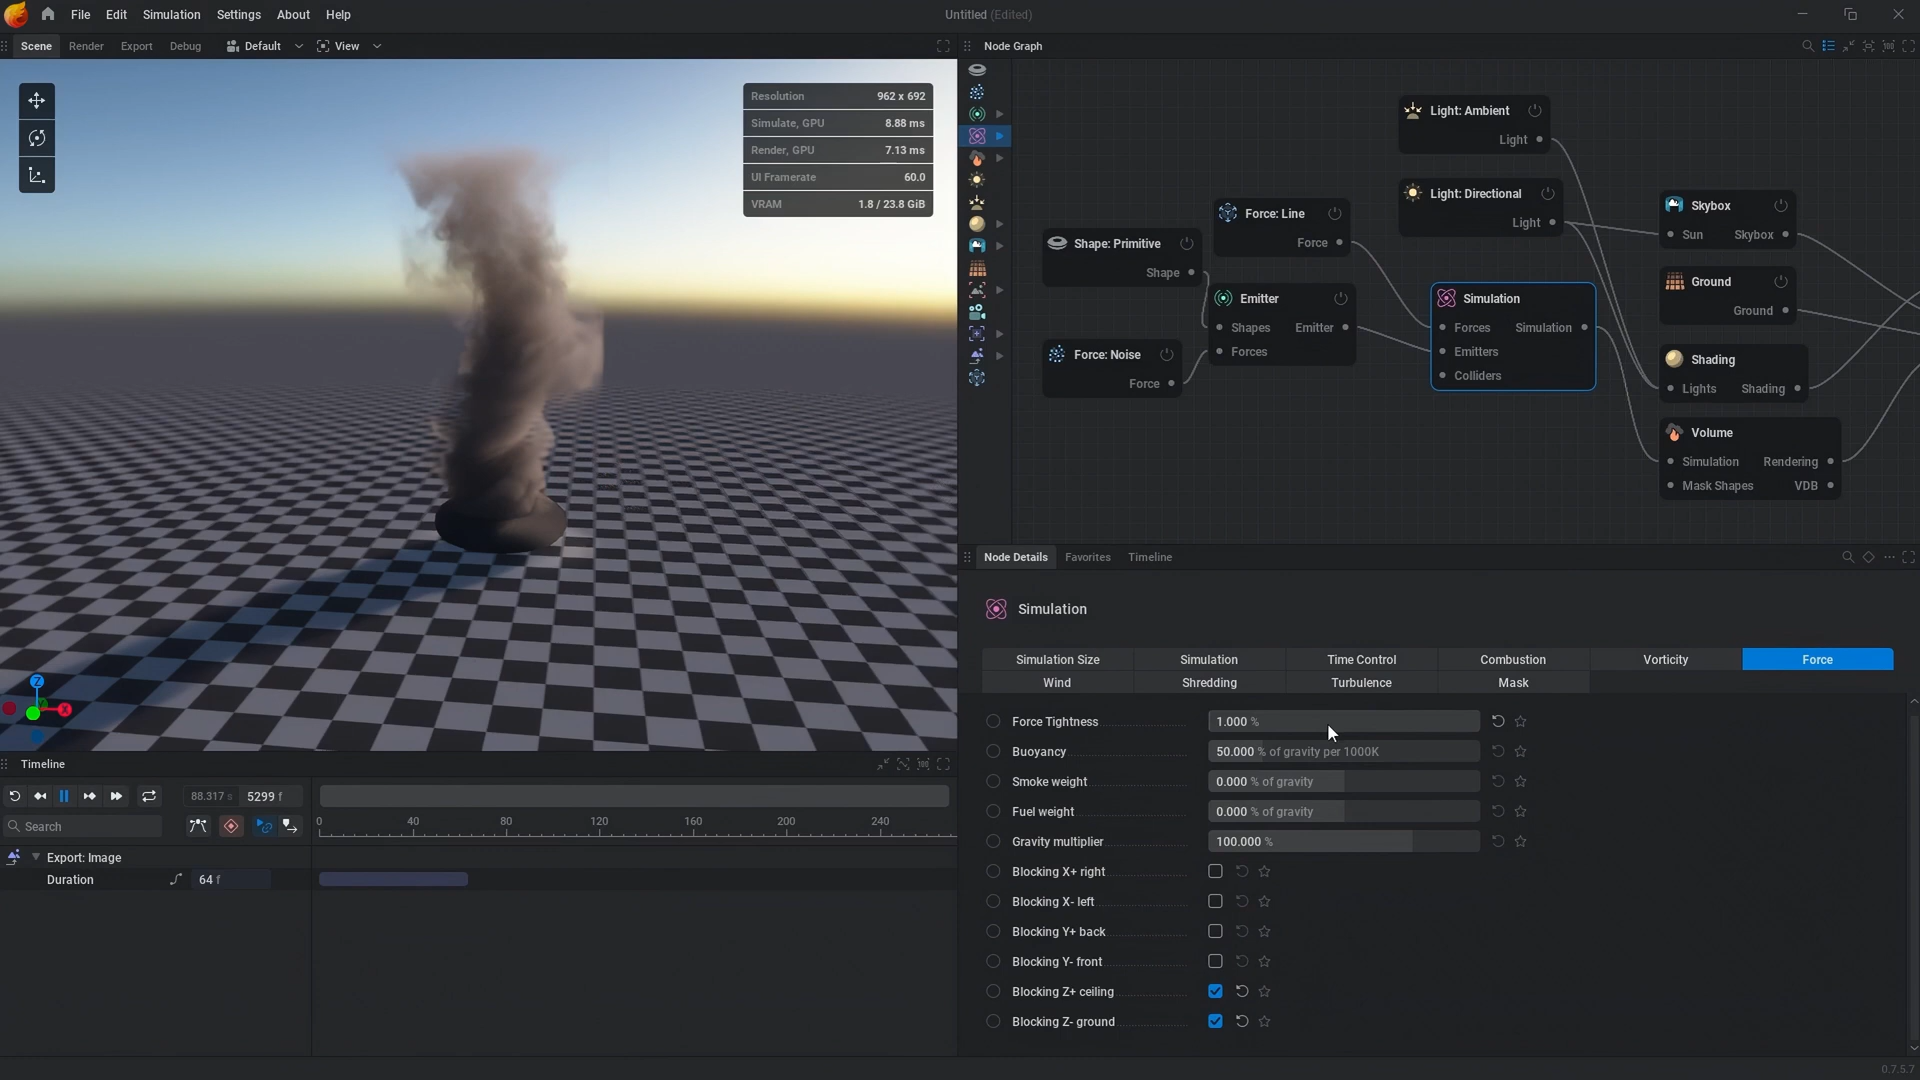 File Edit Simulation Settings About Help
Untitled (Edited)
Scene Render Export Debug Default View
Resolution 962 x 692
Simulate, GPU 8.88 ms
Render, GPU 7.13 ms
UI Framerate 60.0
VRAM 1.8 / 23.8 GiB
Z
X
Node Graph
Light: Ambient
Light
Light: Directional
Light
Force: Line
Force
Shape: Primitive
Shape
Emitter
Shapes Emitter
Forces
Force: Noise
Force
Simulation
Forces Simulation
Emitters
Colliders
Skybox
Sun Skybox
Ground
Ground
Shading
Lights Shading
Volume
Simulation Rendering
Mask Shapes VDB
Node Details Favorites Timeline
Simulation
Simulation Size Simulation Time Control Combustion Vorticity Force
Wind Shredding Turbulence Mask
Force Tightness 1.000 %
Buoyancy 50.000 % of gravity per 1000K
Smoke weight 0.000 % of gravity
Fuel weight 0.000 % of gravity
Gravity multiplier 100.000 %
Blocking X+ right
Blocking X- left
Blocking Y+ back
Blocking Y- front
Blocking Z+ ceiling
Blocking Z- ground
Timeline
88.317 s 5299 f
Search
0 40 80 120 160 200 240
Export: Image
Duration 64 f
0.7.5.7